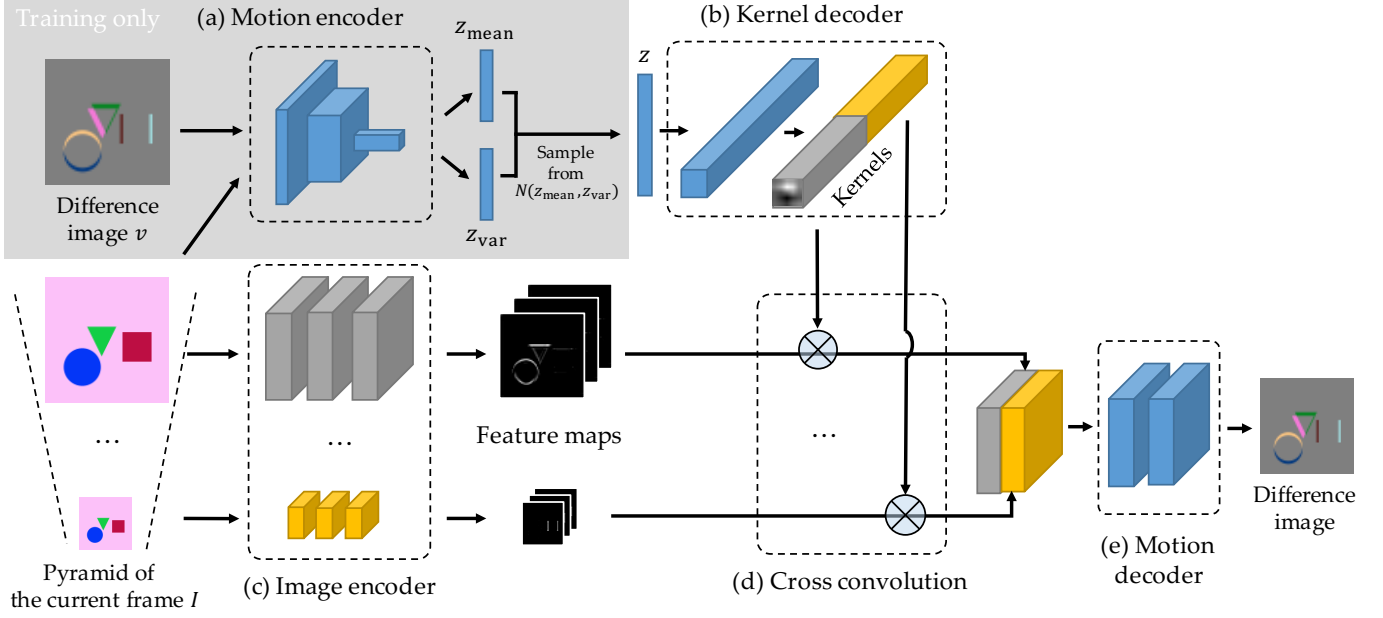 Training only
(a) Motion encoder
(b) Kernel decoder
z_mean
z
Sample
from
N(z_mean, z_var)
Kernels
Difference
image v
z_var
...
...
Feature maps
...
Pyramid of
the current frame I
(c) Image encoder
(d) Cross convolution
(e) Motion
decoder
Difference
image